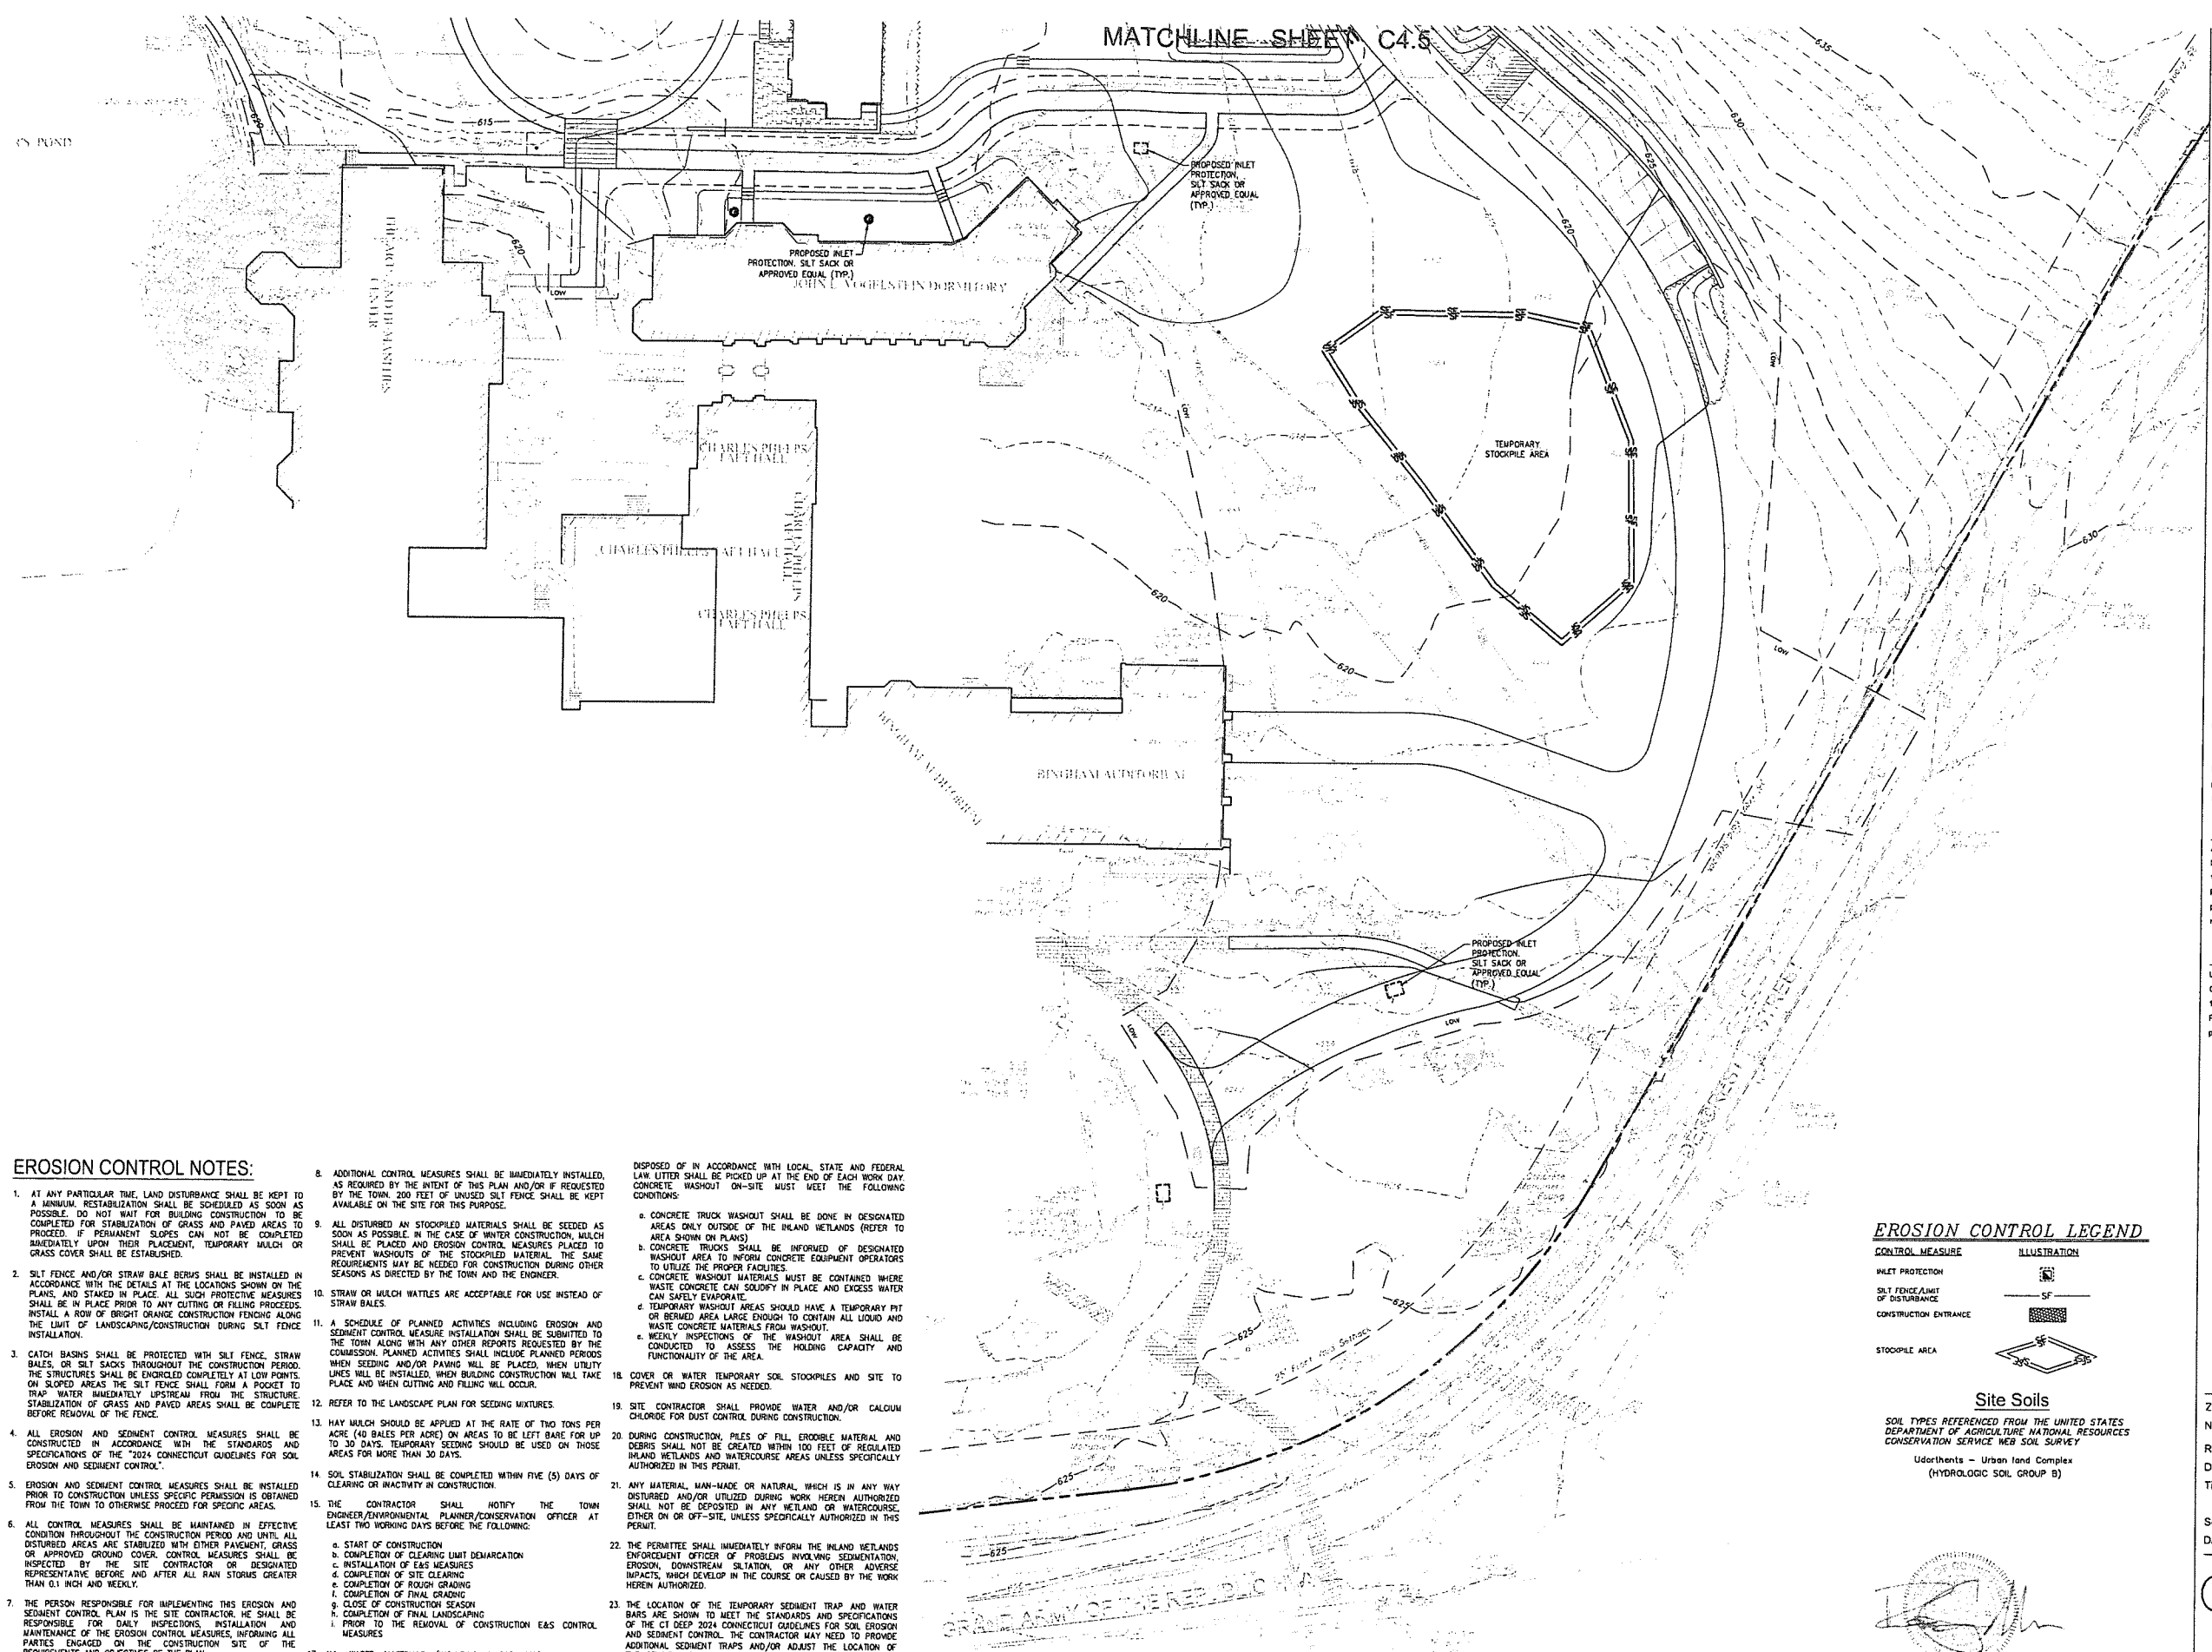 MATCHLINE SHEET C4.5
635
630
625
620
615
620
620
'S POND
PROPOSED INLET
PROTECTION,
SILT SACK OR
APPROVED EQUAL
(TYP.)
PROPOSED INLET
PROTECTION, SILT SACK OR
APPROVED EQUAL (TYP.)
JOHN L. VOGELSTEIN DORMITORY
LOW
LOW
LOW
TEMPORARY
STOCKPILE AREA
CHARLES PHELPS
TAFT HALL
CHARLES PHELPS TAFT HALL
CHARLES PHELPS
TAFT HALL
CHARLES PHELPS
TAFT HALL
620
620
630
LOW
BINGHAM AUDITORIUM
BINGHAM AUDITORIUM
PROPOSED INLET
PROTECTION,
SILT SACK OR
APPROVED EQUAL
(TYP.)
LOW
LOW
STREET
625
625
25 Foot
625
625
GRAND ARMY OF THE REPUBLIC
EROSION CONTROL NOTES:
1. AT ANY PARTICULAR TIME, LAND DISTURBANCE SHALL BE KEPT TO
A MINIMUM. RESTABILIZATION SHALL BE SCHEDULED AS SOON AS
POSSIBLE. DO NOT WAIT FOR BUILDING CONSTRUCTION TO BE
COMPLETED FOR STABILIZATION OF GRASS AND PAVED AREAS TO
PROCEED. IF PERMANENT SLOPES CAN NOT BE COMPLETED
IMMEDIATELY UPON THEIR PLACEMENT, TEMPORARY MULCH OR
GRASS COVER SHALL BE ESTABLISHED.
2. SILT FENCE AND/OR STRAW BALE BERMS SHALL BE INSTALLED IN
ACCORDANCE WITH THE DETAILS AT THE LOCATIONS SHOWN ON THE
PLANS, AND STAKED IN PLACE. ALL SUCH PROTECTIVE MEASURES
SHALL BE IN PLACE PRIOR TO ANY CUTTING OR FILLING PROCEEDS.
INSTALL A ROW OF BRIGHT ORANGE CONSTRUCTION FENCING ALONG
THE LIMIT OF LANDSCAPING/CONSTRUCTION DURING SILT FENCE
INSTALLATION.
3. CATCH BASINS SHALL BE PROTECTED WITH SILT FENCE, STRAW
BALES, OR SILT SACKS THROUGHOUT THE CONSTRUCTION PERIOD.
THE STRUCTURES SHALL BE ENCIRCLED COMPLETELY AT LOW POINTS.
ON SLOPED AREAS THE SILT FENCE SHALL FORM A POCKET TO
TRAP WATER IMMEDIATELY UPSTREAM FROM THE STRUCTURE.
STABILIZATION OF GRASS AND PAVED AREAS SHALL BE COMPLETE
BEFORE REMOVAL OF THE FENCE.
4. ALL EROSION AND SEDIMENT CONTROL MEASURES SHALL BE
CONSTRUCTED IN ACCORDANCE WITH THE STANDARDS AND
SPECIFICATIONS OF THE "2024 CONNECTICUT GUIDELINES FOR SOIL
EROSION AND SEDIMENT CONTROL".
5. EROSION AND SEDIMENT CONTROL MEASURES SHALL BE INSTALLED
PRIOR TO CONSTRUCTION UNLESS SPECIFIC PERMISSION IS OBTAINED
FROM THE TOWN TO OTHERWISE PROCEED FOR SPECIFIC AREAS.
6. ALL CONTROL MEASURES SHALL BE MAINTAINED IN EFFECTIVE
CONDITION THROUGHOUT THE CONSTRUCTION PERIOD AND UNTIL ALL
DISTURBED AREAS ARE STABILIZED WITH EITHER PAVEMENT, GRASS
OR APPROVED GROUND COVER. CONTROL MEASURES SHALL BE
INSPECTED BY THE SITE CONTRACTOR OR DESIGNATED
REPRESENTATIVE BEFORE AND AFTER ALL RAIN STORMS GREATER
THAN 0.1 INCH AND WEEKLY.
7. THE PERSON RESPONSIBLE FOR IMPLEMENTING THIS EROSION AND
SEDIMENT CONTROL PLAN IS THE SITE CONTRACTOR. HE SHALL BE
RESPONSIBLE FOR DAILY INSPECTIONS, INSTALLATION AND
MAINTENANCE OF THE EROSION CONTROL MEASURES, INFORMING ALL
PARTIES ENGAGED ON THE CONSTRUCTION SITE OF THE
8. ADDITIONAL CONTROL MEASURES SHALL BE IMMEDIATELY INSTALLED,
AS REQUIRED BY THE INTENT OF THIS PLAN AND/OR IF REQUESTED
BY THE TOWN. 200 FEET OF UNUSED SILT FENCE SHALL BE KEPT
AVAILABLE ON THE SITE FOR THIS PURPOSE.
9. ALL DISTURBED AN STOCKPILED MATERIALS SHALL BE SEEDED AS
SOON AS POSSIBLE. IN THE CASE OF WINTER CONSTRUCTION, MULCH
SHALL BE PLACED AND EROSION CONTROL MEASURES PLACED TO
PREVENT WASHOUTS OF THE STOCKPILED MATERIAL. THE SAME
REQUIREMENTS MAY BE NEEDED FOR CONSTRUCTION DURING OTHER
SEASONS AS DIRECTED BY THE TOWN AND THE ENGINEER.
10. STRAW OR MULCH WATTLES ARE ACCEPTABLE FOR USE INSTEAD OF
STRAW BALES.
11. A SCHEDULE OF PLANNED ACTIVITIES INCLUDING EROSION AND
SEDIMENT CONTROL MEASURE INSTALLATION SHALL BE SUBMITTED TO
THE TOWN ALONG WITH ANY OTHER REPORTS REQUESTED BY THE
COMMISSION. PLANNED ACTIVITIES SHALL INCLUDE PLANNED PERIODS
WHEN SEEDING AND/OR PAVING WILL BE PLACED, WHEN UTILITY
LINES WILL BE INSTALLED, WHEN BUILDING CONSTRUCTION WILL TAKE
PLACE AND WHEN CUTTING AND FILLING WILL OCCUR.
12. REFER TO THE LANDSCAPE PLAN FOR SEEDING MIXTURES.
13. HAY MULCH SHOULD BE APPLIED AT THE RATE OF TWO TONS PER
ACRE (40 BALES PER ACRE) ON AREAS TO BE LEFT BARE FOR UP
TO 30 DAYS. TEMPORARY SEEDING SHOULD BE USED ON THOSE
AREAS FOR MORE THAN 30 DAYS.
14. SOIL STABILIZATION SHALL BE COMPLETED WITHIN FIVE (5) DAYS OF
CLEARING OR INACTIVITY IN CONSTRUCTION.
15. THE CONTRACTOR SHALL NOTIFY THE TOWN
ENGINEER/ENVIRONMENTAL PLANNER/CONSERVATION OFFICER AT
LEAST TWO WORKING DAYS BEFORE THE FOLLOWING:
a. START OF CONSTRUCTION
b. COMPLETION OF CLEARING LIMIT DEMARCATION
c. INSTALLATION OF E&S MEASURES
d. COMPLETION OF SITE CLEARING
e. COMPLETION OF ROUGH GRADING
f. COMPLETION OF FINAL GRADING
g. CLOSE OF CONSTRUCTION SEASON
h. COMPLETION OF FINAL LANDSCAPING
i. PRIOR TO THE REMOVAL OF CONSTRUCTION E&S CONTROL
MEASURES
DISPOSED OF IN ACCORDANCE WITH LOCAL, STATE AND FEDERAL
LAW. LITTER SHALL BE PICKED UP AT THE END OF EACH WORK DAY.
CONCRETE WASHOUT ON-SITE MUST MEET THE FOLLOWING
CONDITIONS:
a. CONCRETE TRUCK WASHOUT SHALL BE DONE IN DESIGNATED
AREAS ONLY OUTSIDE OF THE INLAND WETLANDS (REFER TO
AREA SHOWN ON PLANS)
b. CONCRETE TRUCKS SHALL BE INFORMED OF DESIGNATED
WASHOUT AREA TO INFORM CONCRETE EQUIPMENT OPERATORS
TO UTILIZE THE PROPER FACILITIES.
c. CONCRETE WASHOUT MATERIALS MUST BE CONTAINED WHERE
WASTE CONCRETE CAN SOLIDIFY IN PLACE AND EXCESS WATER
CAN SAFELY EVAPORATE.
d. TEMPORARY WASHOUT AREAS SHOULD HAVE A TEMPORARY PIT
OR BERMED AREA LARGE ENOUGH TO CONTAIN ALL LIQUID AND
WASTE CONCRETE MATERIALS FROM WASHOUT.
e. WEEKLY INSPECTIONS OF THE WASHOUT AREA SHALL BE
CONDUCTED TO ASSESS THE HOLDING CAPACITY AND
FUNCTIONALITY OF THE AREA.
18. COVER OR WATER TEMPORARY SOIL STOCKPILES AND SITE TO
PREVENT WIND EROSION AS NEEDED.
19. SITE CONTRACTOR SHALL PROVIDE WATER AND/OR CALCIUM
CHLORIDE FOR DUST CONTROL DURING CONSTRUCTION.
20. DURING CONSTRUCTION, PILES OF FILL, ERODIBLE MATERIAL AND
DEBRIS SHALL NOT BE CREATED WITHIN 100 FEET OF REGULATED
INLAND WETLANDS AND WATERCOURSE AREAS UNLESS SPECIFICALLY
AUTHORIZED IN THIS PERMIT.
21. ANY MATERIAL, MAN-MADE OR NATURAL, WHICH IS IN ANY WAY
DISTURBED AND/OR UTILIZED DURING WORK HEREIN AUTHORIZED
SHALL NOT BE DEPOSITED IN ANY WETLAND OR WATERCOURSE,
EITHER ON OR OFF-SITE, UNLESS SPECIFICALLY AUTHORIZED IN THIS
PERMIT.
22. THE PERMITTEE SHALL IMMEDIATELY INFORM THE INLAND WETLANDS
ENFORCEMENT OFFICER OF PROBLEMS INVOLVING SEDIMENTATION,
EROSION, DOWNSTREAM SILTATION, OR ANY OTHER ADVERSE
IMPACTS, WHICH DEVELOP IN THE COURSE OR CAUSED BY THE WORK
HEREIN AUTHORIZED.
23. THE LOCATION OF THE TEMPORARY SEDIMENT TRAP AND WATER
BARS ARE SHOWN TO MEET THE STANDARDS AND SPECIFICATIONS
OF THE CT DEEP 2024 CONNECTICUT GUIDELINES FOR SOIL EROSION
AND SEDIMENT CONTROL. THE CONTRACTOR MAY NEED TO PROVIDE
ADDITIONAL SEDIMENT TRAPS AND/OR ADJUST THE LOCATION OF
EROSION CONTROL LEGEND
CONTROL MEASURE ILLUSTRATION
INLET PROTECTION
SILT FENCE/LIMIT
OF DISTURBANCE
SF
CONSTRUCTION ENTRANCE
STOCKPILE AREA
SF
Site Soils
SOIL TYPES REFERENCED FROM THE UNITED STATES
DEPARTMENT OF AGRICULTURE NATIONAL RESOURCES
CONSERVATION SERVICE WEB SOIL SURVEY
Udorthents - Urban land Complex
(HYDROLOGIC SOIL GROUP B)